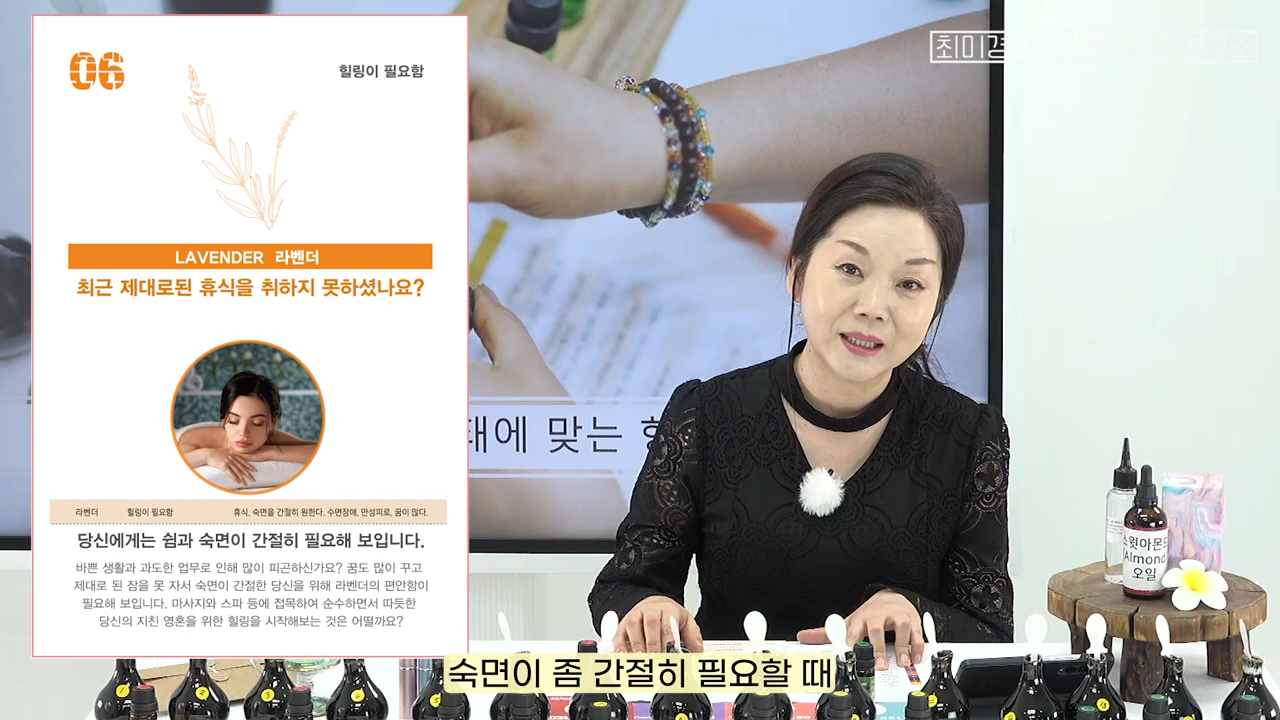 06
힐링이 필요함
LAVENDER 라벤더
최근 제대로된 휴식을 취하지 못하셨나요?
라벤더 힐링이 필요함 휴식, 숙면을 간절히 원한다. 수면장애, 만성피로, 꿈이 많다.
당신에게는 쉼과 숙면이 간절히 필요해 보입니다.
바쁜 생활과 과도한 업무로 인해 많이 피곤하신가요? 꿈도 많이 꾸고
제대로 된 잠을 못 자서 숙면이 간절한 당신을 위해 라벤더의 편안함이
필요해 보입니다. 마사지와 스파 등에 접목하여 순수하면서 따듯한
당신의 지친 영혼을 위한 힐링을 시작해보는 것은 어떨까요?
최미경
태에 맞는
스윗아몬드
Almond
오일
숙면이 좀 간절히 필요할 때